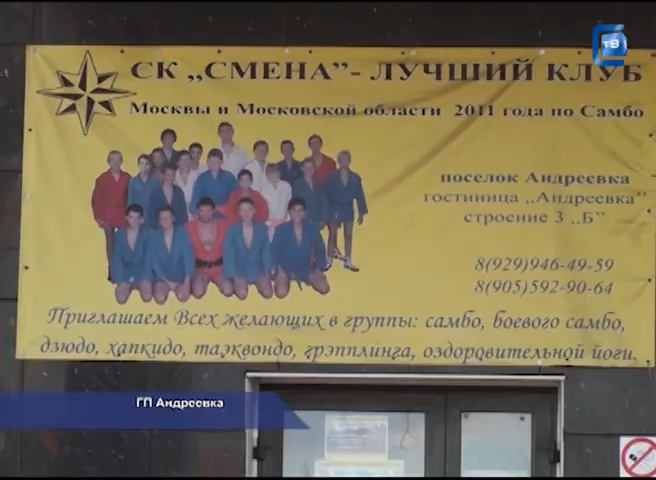 ТВ
СК „СМЕНА”- ЛУЧШИЙ КЛУБ
Москвы и Московской области 2011 года по Самбо
поселок Андреевка
гостиница „Андреевка”
строение 3 „Б”
8(929)946-49-59
8(905)592-90-64
Приглашаем Всех желающих в группы: самбо, боевого самбо,
дзюдо, хапкидо, таэквондо, грэпплинга, оздоровительной йоги.
ГП Андреевка